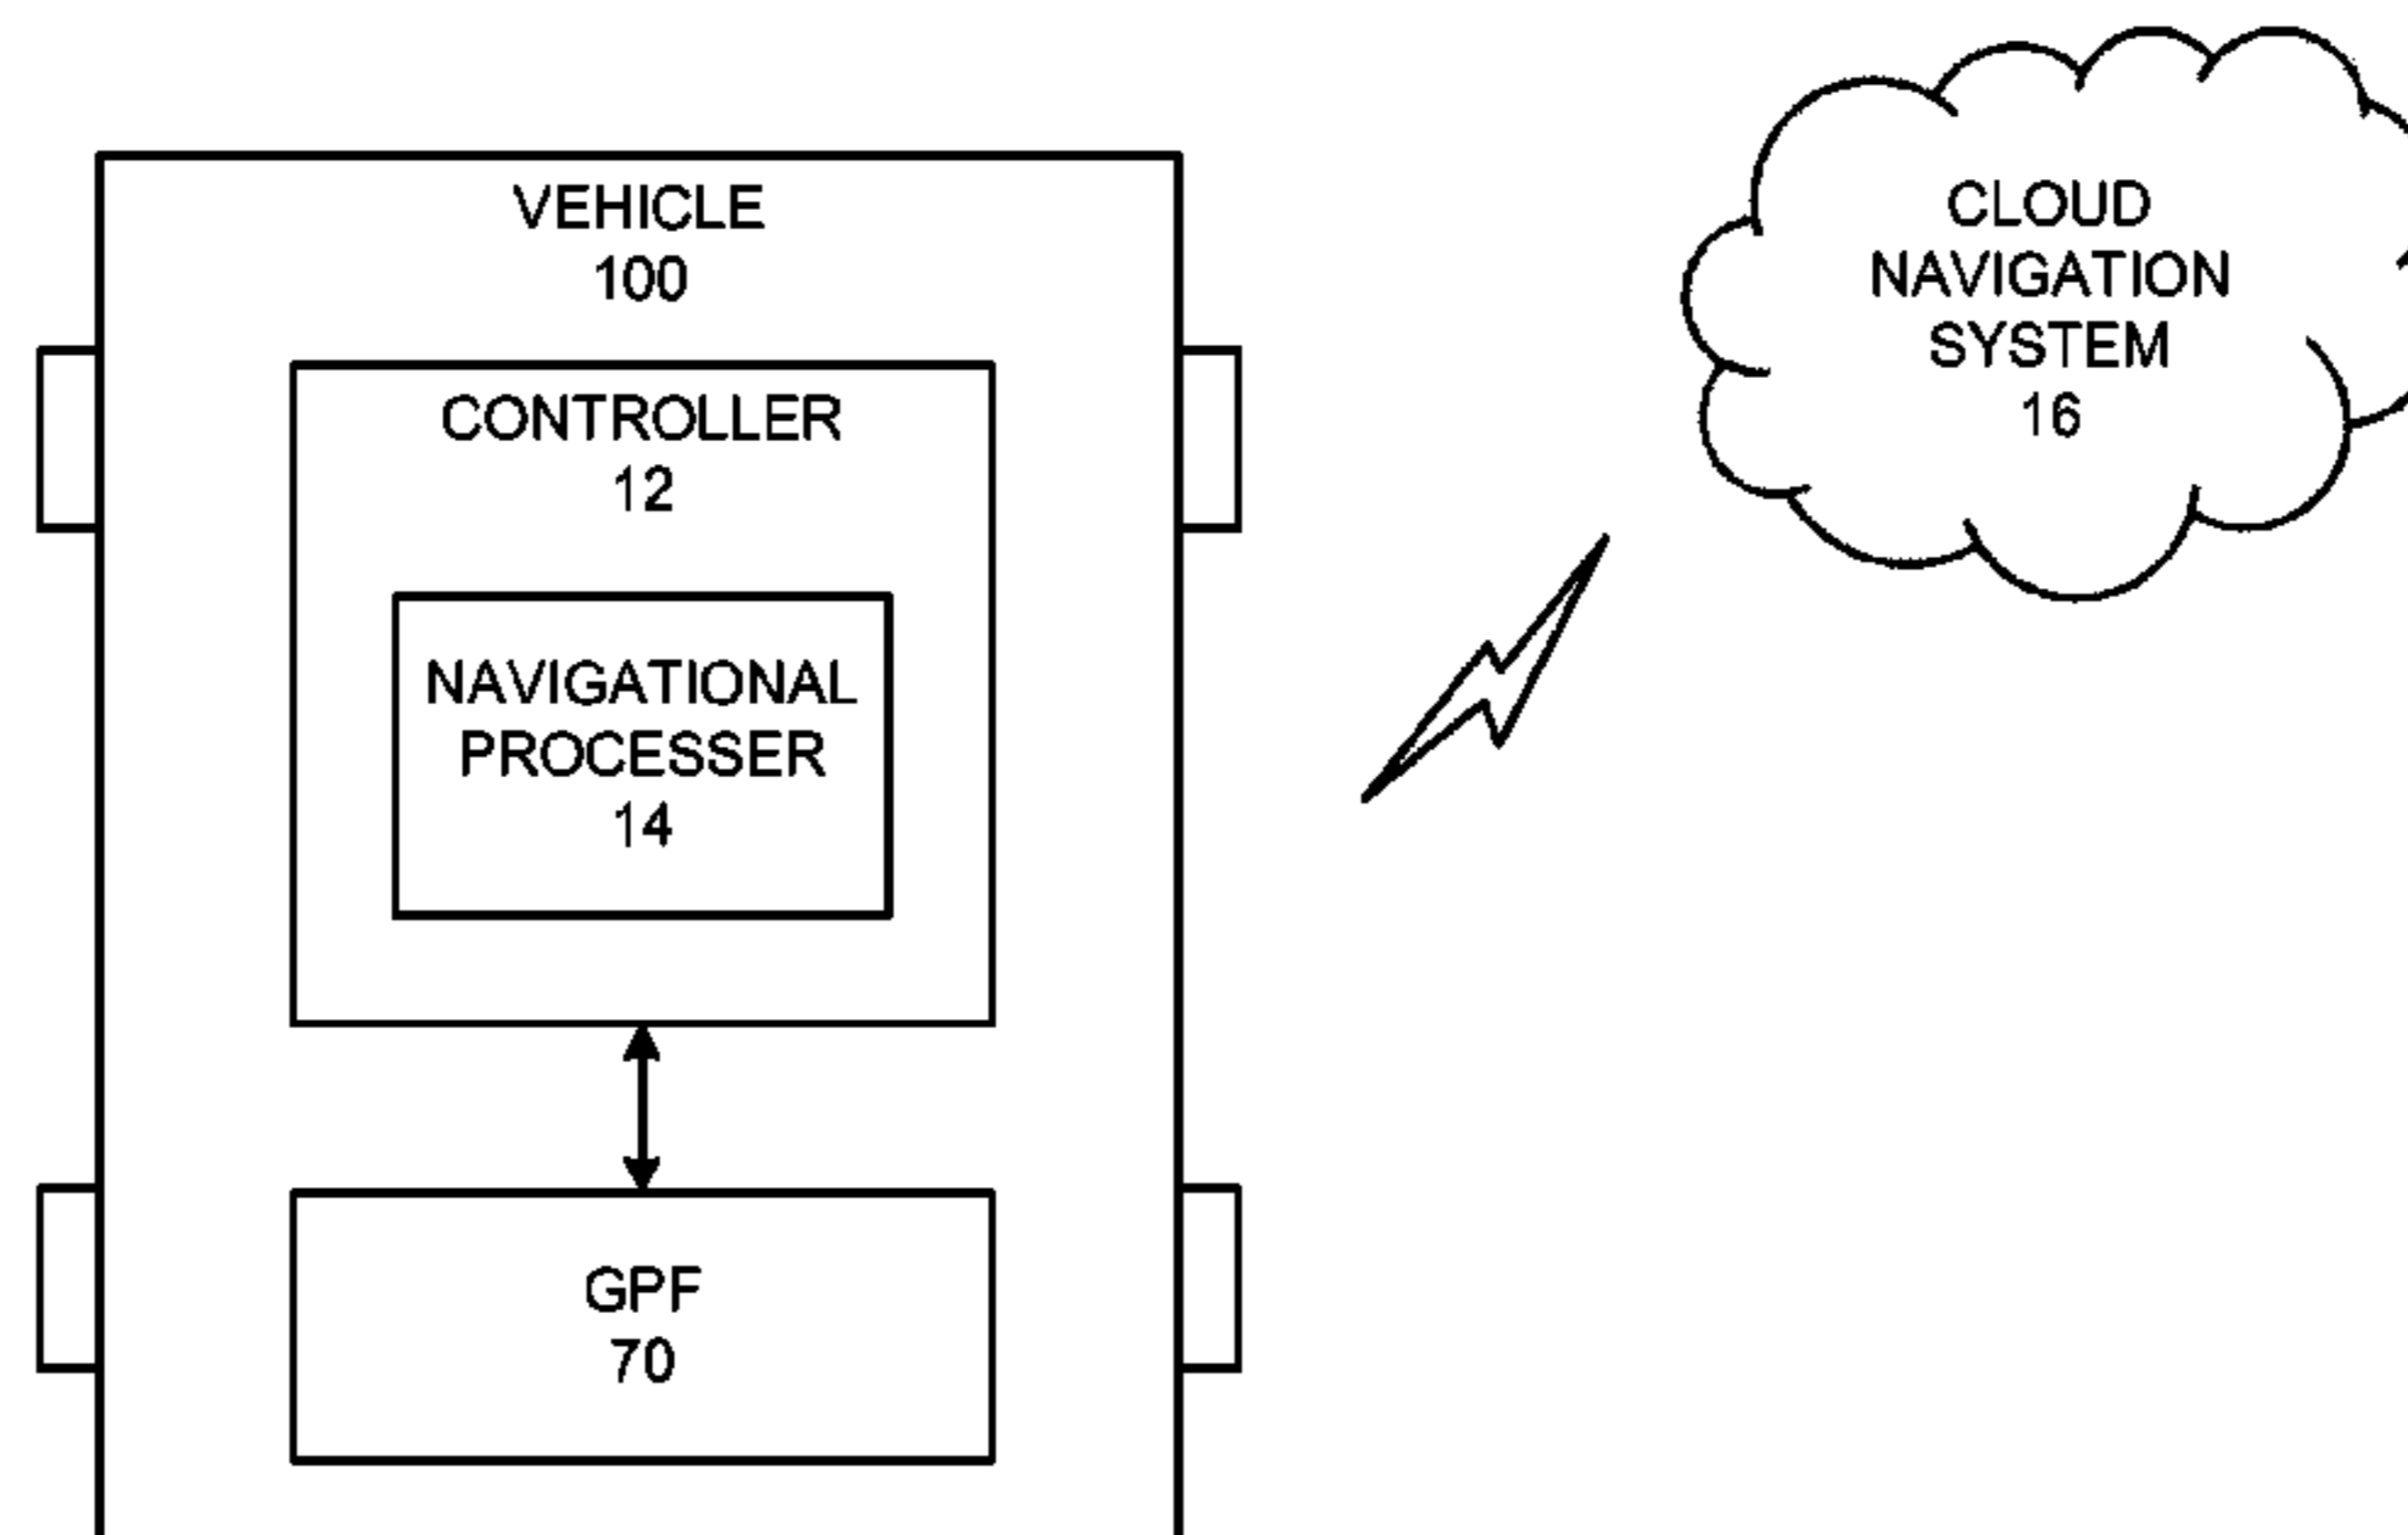 VEHICLE
100
CONTROLLER
12
NAVIGATIONAL
PROCESSER
14
GPF
70
CLOUD
NAVIGATION
SYSTEM
16